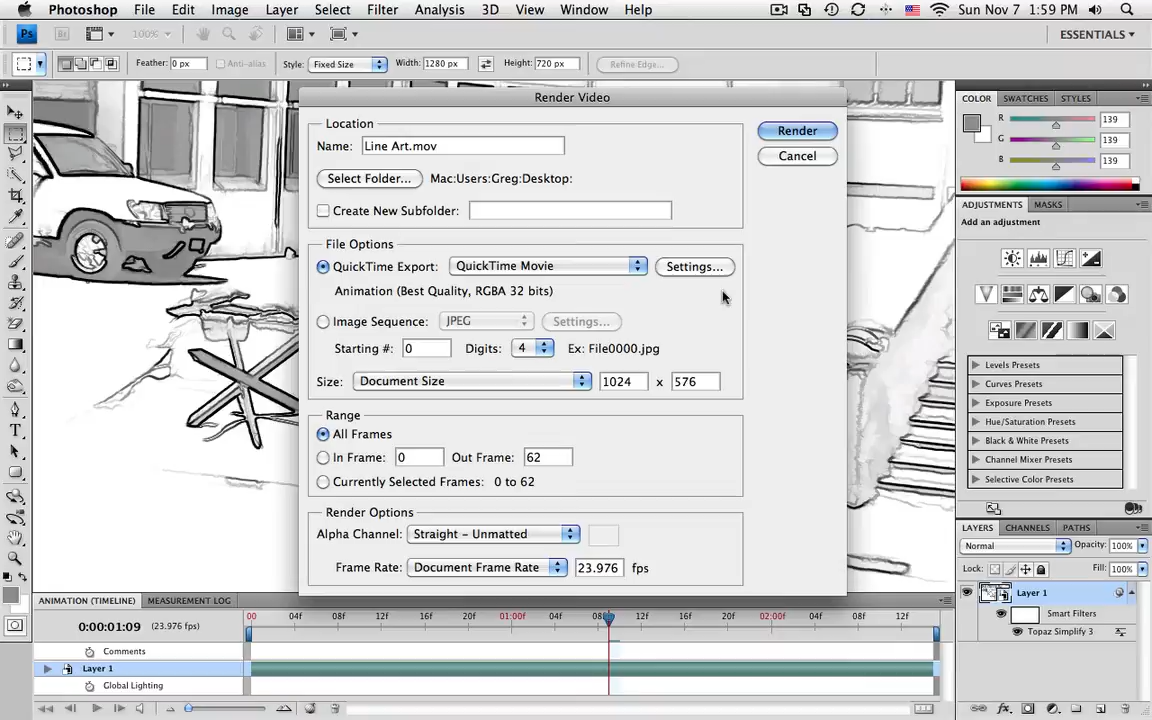 Photoshop File Edit Image Layer Select Filter Analysis 3D View Window Help Sun Nov 7 1:59 PM
Ps Br 100% ESSENTIALS
Feather: 0 px Anti-alias Style: Fixed Size Width: 1280 px Height: 720 px Refine Edge...
Render Video
Location
Name: Line Art.mov
Select Folder... Mac:Users:Greg:Desktop:
Create New Subfolder:
Render
Cancel
File Options
QuickTime Export: QuickTime Movie Settings...
Animation (Best Quality, RGBA 32 bits)
Image Sequence: JPEG Settings...
Starting #: 0 Digits: 4 Ex: File0000.jpg
Size: Document Size 1024 x 576
Range
All Frames
In Frame: 0 Out Frame: 62
Currently Selected Frames: 0 to 62
Render Options
Alpha Channel: Straight - Unmatted
Frame Rate: Document Frame Rate 23.976 fps
COLOR SWATCHES STYLES
R 139
G 139
B 139
ADJUSTMENTS MASKS
Add an adjustment
Levels Presets
Curves Presets
Exposure Presets
Hue/Saturation Presets
Black & White Presets
Channel Mixer Presets
Selective Color Presets
LAYERS CHANNELS PATHS
Normal Opacity: 100%
Lock: Fill: 100%
Layer 1
Smart Filters
Topaz Simplify 3
ANIMATION (TIMELINE) MEASUREMENT LOG
0:00:01:09 (23.976 fps) 00 04f 08f 12f 16f 20f 01:00f 04f 08f 12f 16f 20f 02:00f 04f 08f 12f
Comments
Layer 1
Global Lighting